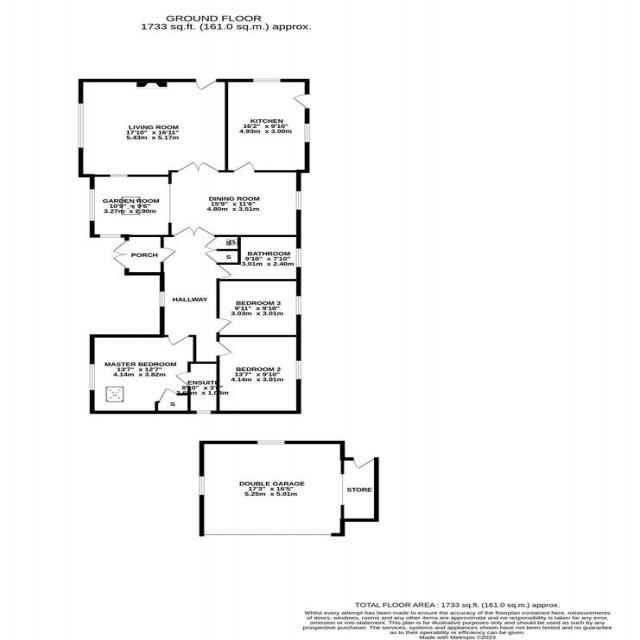 GROUND FLOOR
1733 sq.ft. (161.0 sq.m.) approx.
LIVING ROOM
17'10" x 16'11"
5.43m x 5.17m
KITCHEN
16'2" x 9'10"
4.93m x 3.00m
GARDEN ROOM
10'9" x 9'6"
3.27m x 2.90m
DINING ROOM
15'9" x 11'6"
4.80m x 3.51m
PORCH
S
BATHROOM
9'10" x 7'10"
3.01m x 2.40m
HALLWAY
BEDROOM 3
9'11" x 9'10"
3.03m x 3.01m
MASTER BEDROOM
13'7" x 12'7"
4.14m x 3.82m
ENSUITE
BEDROOM 2
13'7" x 9'10"
4.14m x 3.01m
S
DOUBLE GARAGE
17'3" x 16'5"
5.25m x 5.01m
STORE
TOTAL FLOOR AREA : 1733 sq.ft. (161.0 sq.m.) approx.
Whilst every attempt has been made to ensure the accuracy of the floorplan contained here, measurements
of doors, windows, rooms and any other items are approximate and no responsibility is taken for any error,
omission or mis-statement. This plan is for illustrative purposes only and should be used as such by any
prospective purchaser. The services, systems and appliances shown have not been tested and no guarantee
as to their operability or efficiency can be given.
Made with Metropix ©2023